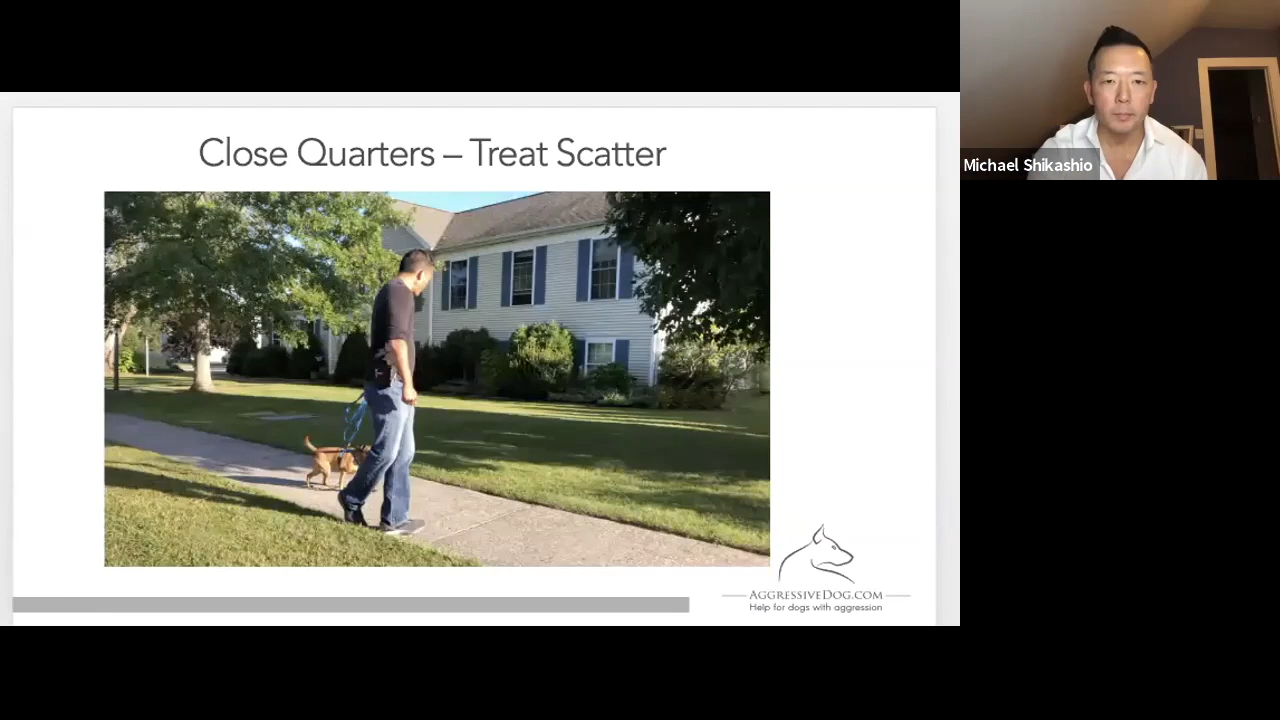 Close Quarters – Treat Scatter
Michael Shikashio
AGGRESSIVEDOG.COM
Help for dogs with aggression